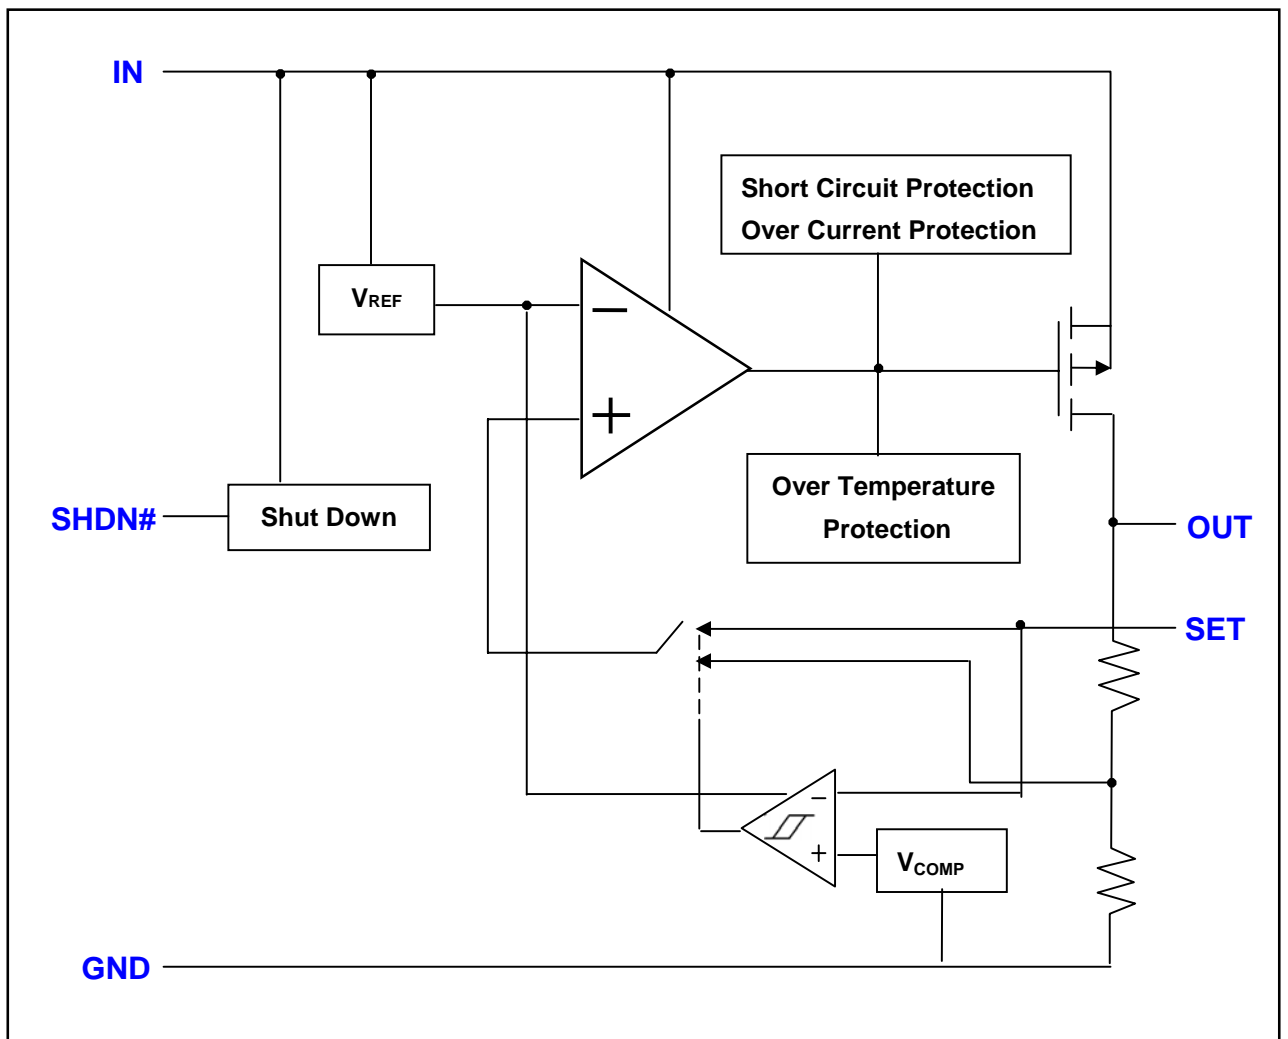 IN
Short Circuit Protection
Over Current Protection
VREF
−
+
Over Temperature
Protection
SHDN#
Shut Down
OUT
SET
−
+
VCOMP
GND